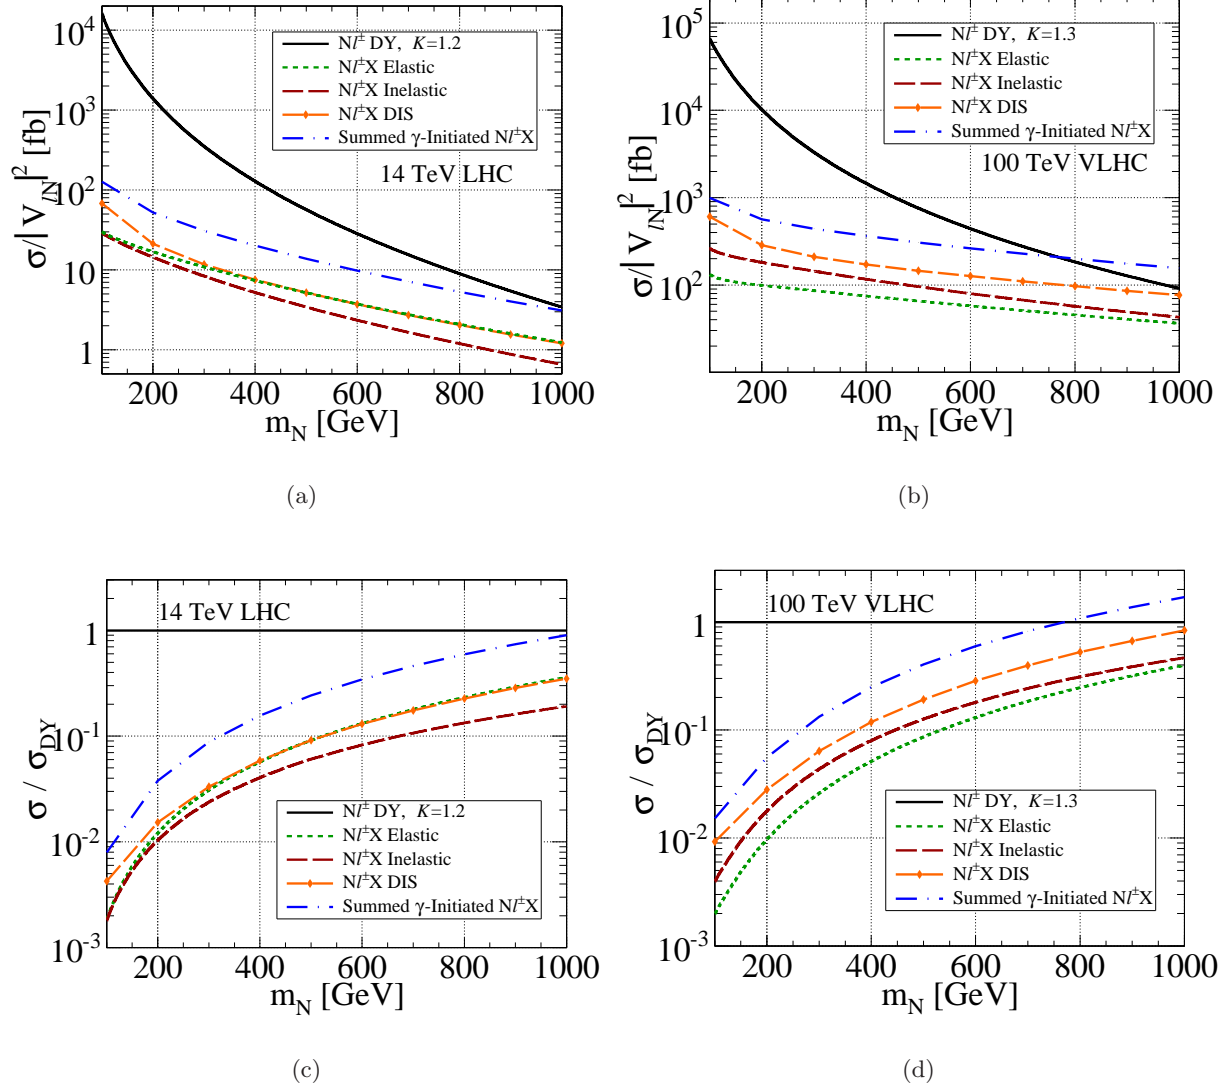 10⁴
10³
10²
10
1
σ/|V_lN|² [fb]
Nl± DY, K=1.2
Nl±X Elastic
Nl±X Inelastic
Nl±X DIS
Summed γ-Initiated Nl±X
14 TeV LHC
200 400 600 800 1000
m_N [GeV]
(a)
10⁵
10⁴
10³
10²
σ/|V_lN|² [fb]
Nl± DY, K=1.3
Nl±X Elastic
Nl±X Inelastic
Nl±X DIS
Summed γ-Initiated Nl±X
100 TeV VLHC
200 400 600 800 1000
m_N [GeV]
(b)
14 TeV LHC
1
10⁻¹
10⁻²
10⁻³
σ / σ_DY
Nl± DY, K=1.2
Nl±X Elastic
Nl±X Inelastic
Nl±X DIS
Summed γ-Initiated Nl±X
200 400 600 800 1000
m_N [GeV]
(c)
100 TeV VLHC
1
10⁻¹
10⁻²
10⁻³
σ / σ_DY
Nl± DY, K=1.3
Nl±X Elastic
Nl±X Inelastic
Nl±X DIS
Summed γ-Initiated Nl±X
200 400 600 800 1000
m_N [GeV]
(d)